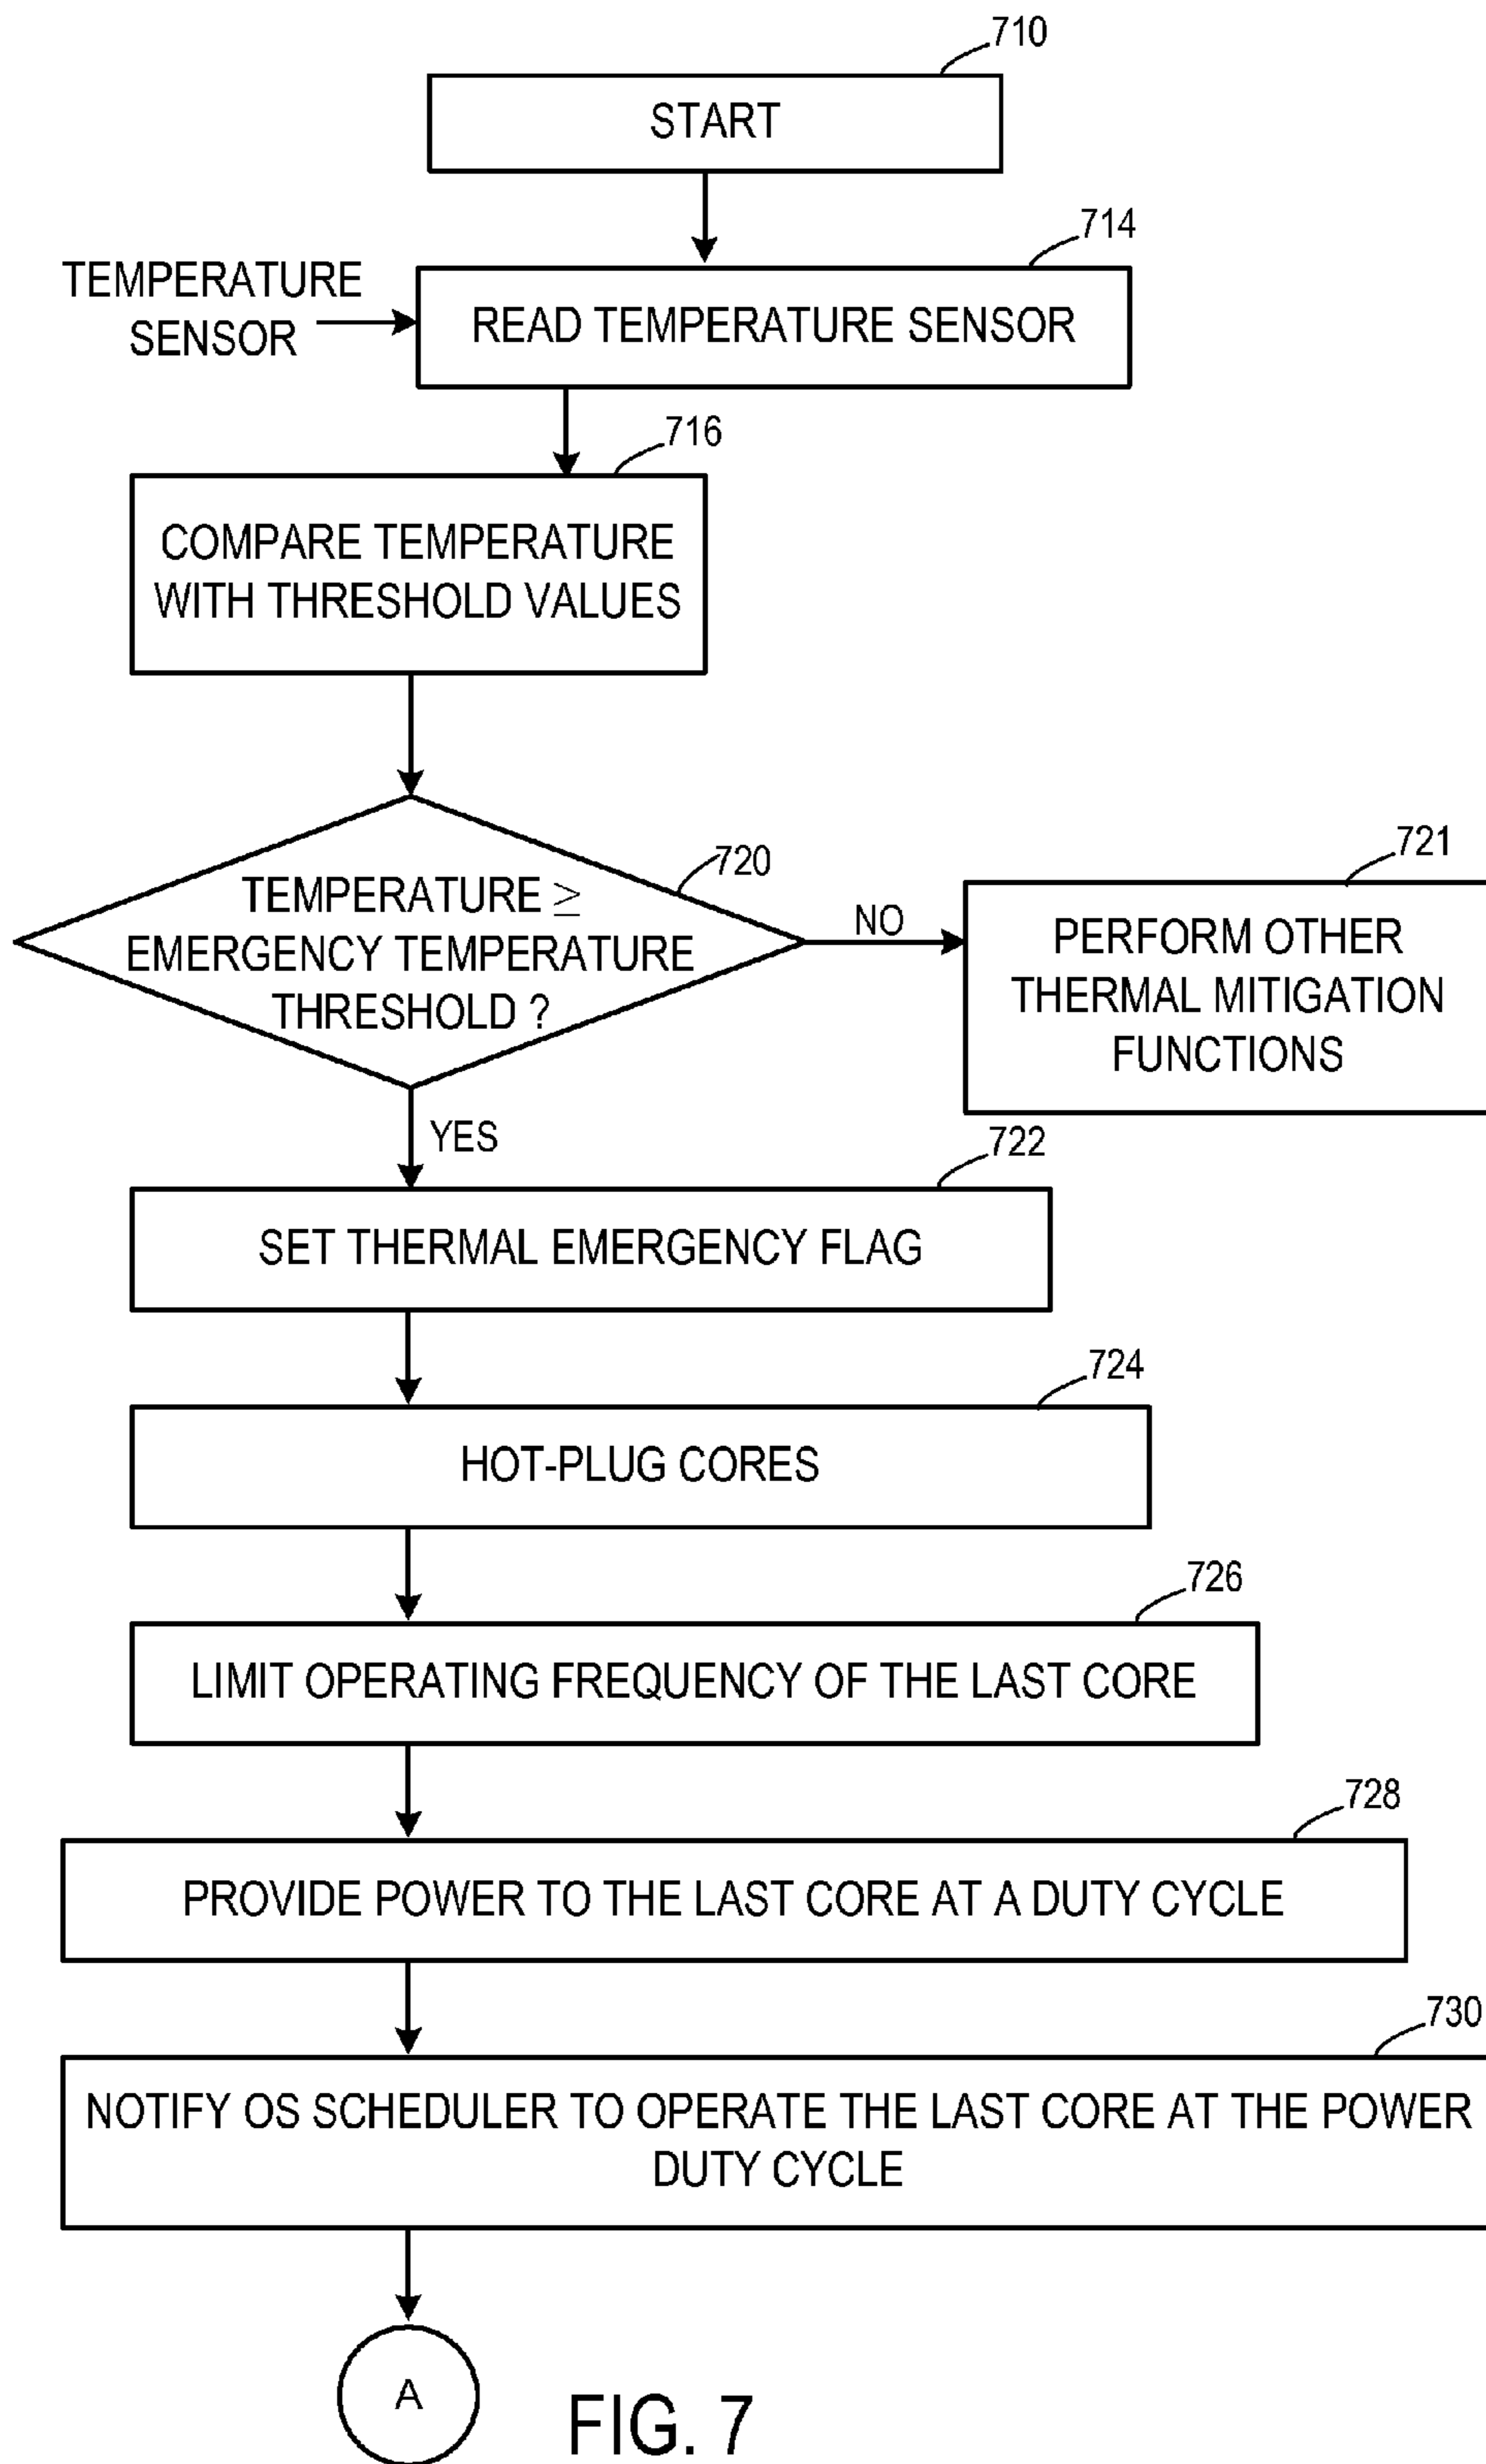 710
START
714
TEMPERATURE
SENSOR
READ TEMPERATURE SENSOR
716
COMPARE TEMPERATURE
WITH THRESHOLD VALUES
720
TEMPERATURE ≥
EMERGENCY TEMPERATURE
THRESHOLD ?
NO
721
PERFORM OTHER
THERMAL MITIGATION
FUNCTIONS
YES
722
SET THERMAL EMERGENCY FLAG
724
HOT-PLUG CORES
726
LIMIT OPERATING FREQUENCY OF THE LAST CORE
728
PROVIDE POWER TO THE LAST CORE AT A DUTY CYCLE
730
NOTIFY OS SCHEDULER TO OPERATE THE LAST CORE AT THE POWER
DUTY CYCLE
A
FIG. 7